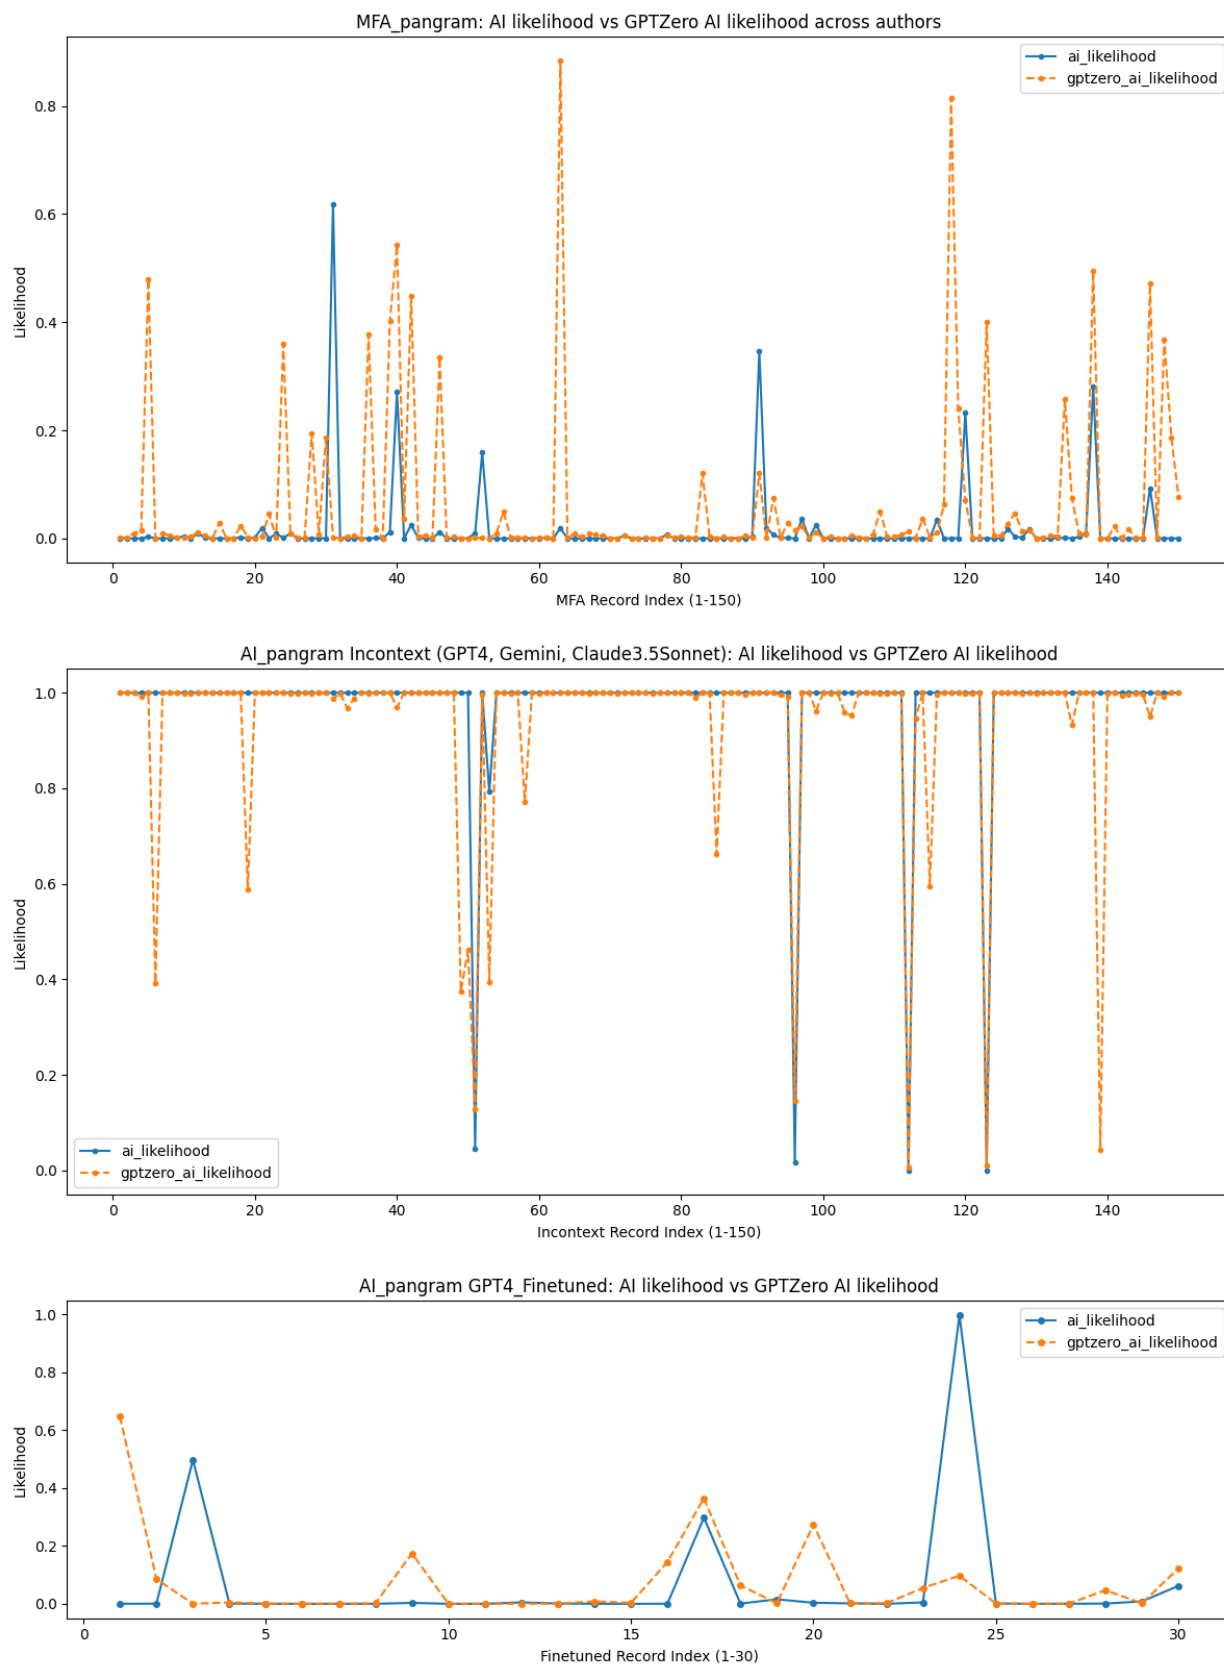 MFA_pangram: AI likelihood vs GPTZero AI likelihood across authors
ai_likelihood
gptzero_ai_likelihood
Likelihood
0.8
0.6
0.4
0.2
0.0
0 20 40 60 80 100 120 140
MFA Record Index (1-150)
AI_pangram Incontext (GPT4, Gemini, Claude3.5Sonnet): AI likelihood vs GPTZero AI likelihood
Likelihood
1.0
0.8
0.6
0.4
0.2
0.0
ai_likelihood
gptzero_ai_likelihood
0 20 40 60 80 100 120 140
Incontext Record Index (1-150)
AI_pangram GPT4_Finetuned: AI likelihood vs GPTZero AI likelihood
ai_likelihood
gptzero_ai_likelihood
Likelihood
1.0
0.8
0.6
0.4
0.2
0.0
0 5 10 15 20 25 30
Finetuned Record Index (1-30)